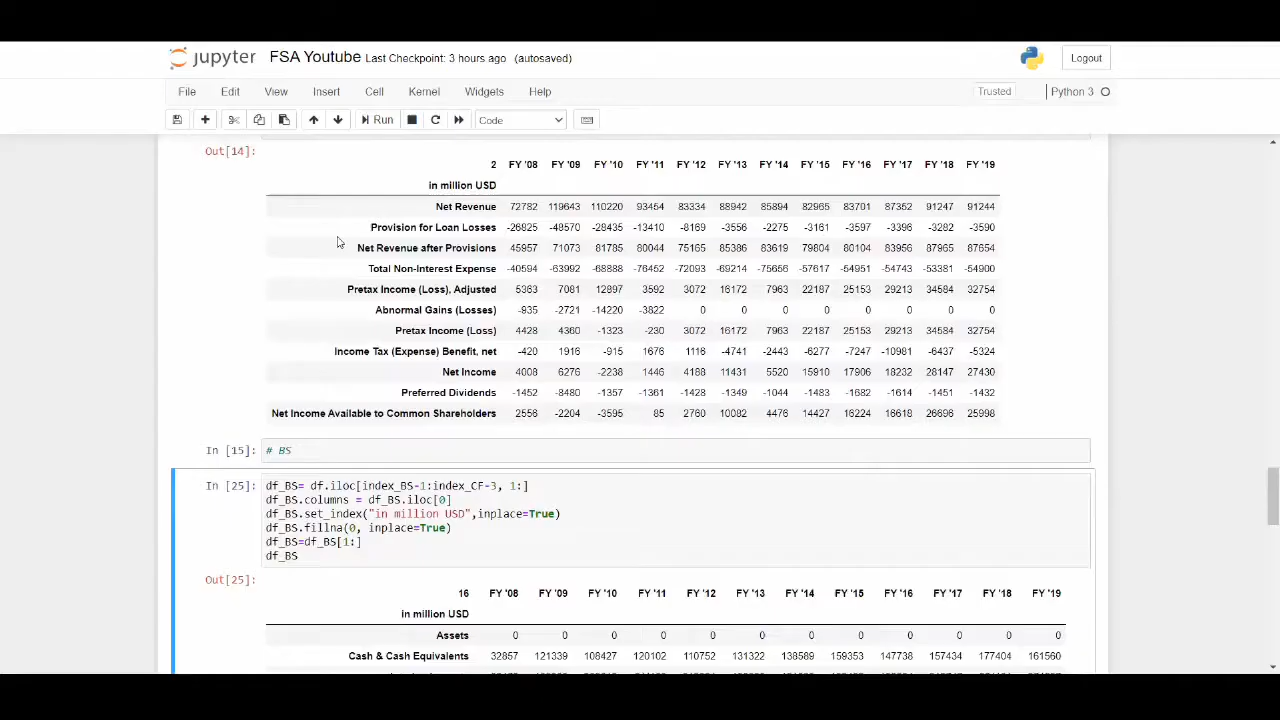 jupyter FSA Youtube Last Checkpoint: 3 hours ago (autosaved) Logout
File Edit View Insert Cell Kernel Widgets Help Trusted Python 3
Run Code
Out[14]:
2 FY '08 FY '09 FY '10 FY '11 FY '12 FY '13 FY '14 FY '15 FY '16 FY '17 FY '18 FY '19
in million USD
Net Revenue 72782 119643 110220 93454 83334 88942 85894 82965 83701 87352 91247 91244
Provision for Loan Losses -26825 -48570 -28435 -13410 -8169 -3556 -2275 -3161 -3597 -3396 -3282 -3590
Net Revenue after Provisions 45957 71073 81785 80044 75165 85386 83619 79804 80104 83956 87965 87654
Total Non-Interest Expense -40594 -63992 -68888 -76452 -72093 -69214 -75656 -57617 -54951 -54743 -53381 -54900
Pretax Income (Loss), Adjusted 5363 7081 12897 3592 3072 16172 7963 22187 25153 29213 34584 32754
Abnormal Gains (Losses) -935 -2721 -14220 -3822 0 0 0 0 0 0 0 0
Pretax Income (Loss) 4428 4360 -1323 -230 3072 16172 7963 22187 25153 29213 34584 32754
Income Tax (Expense) Benefit, net -420 1916 -915 1676 1116 -4741 -2443 -6277 -7247 -10981 -6437 -5324
Net Income 4008 6276 -2238 1446 4188 11431 5520 15910 17906 18232 28147 27430
Preferred Dividends -1452 -8480 -1357 -1361 -1428 -1349 -1044 -1483 -1682 -1614 -1451 -1432
Net Income Available to Common Shareholders 2556 -2204 -3595 85 2760 10082 4476 14427 16224 16618 26696 25998
In [15]: # BS
In [25]: df_BS= df.iloc[index_BS-1:index_CF-3, 1:]
df_BS.columns = df_BS.iloc[0]
df_BS.set_index("in million USD",inplace=True)
df_BS.fillna(0, inplace=True)
df_BS=df_BS[1:]
df_BS
Out[25]:
16 FY '08 FY '09 FY '10 FY '11 FY '12 FY '13 FY '14 FY '15 FY '16 FY '17 FY '18 FY '19
in million USD
Assets 0 0 0 0 0 0 0 0 0 0 0 0
Cash & Cash Equivalents 32857 121339 108427 120102 110752 131322 138589 159353 147738 157434 177404 161560